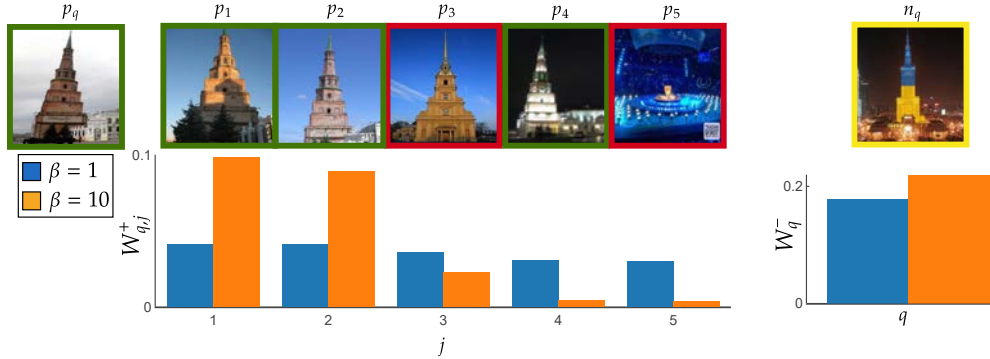 p_q p_1 p_2 p_3 p_4 p_5 n_q
β = 1
β = 10
0.1
0
W^+_{q,j}
1 2 3 4 5
j
0.2
0
W^-_q
q